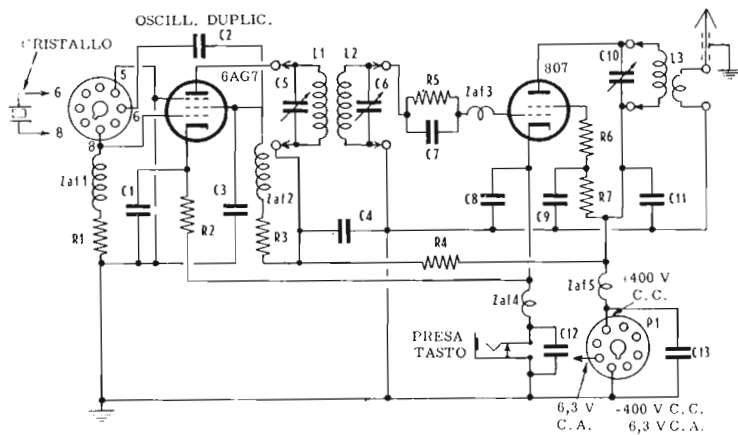 OSCILL. DUPLIC.
CRISTALLO
C2
6AG7
L1
L2
807
C10
L3
5
6
6
8
8
C5
C6
R5
C7
Zaf3
Zaf1
C1
C3
Zaf2
R6
R7
C8
C9
C11
R1
R2
R3
C4
R4
Zaf4
Zaf5
+400 V
C. C.
P1
PRESA
TASTO
C12
C13
6,3 V
C. A.
-400 V C. C.
6,3 V C. A.